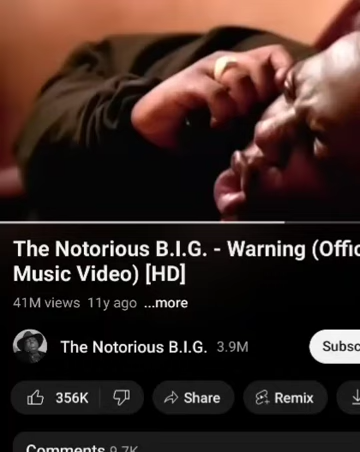 The Notorious B.I.G. - Warning (Offic
Music Video) [HD]
41M views 11y ago ...more
The Notorious B.I.G. 3.9M
Subsc
356K
Share
Remix
Comments 9.7K